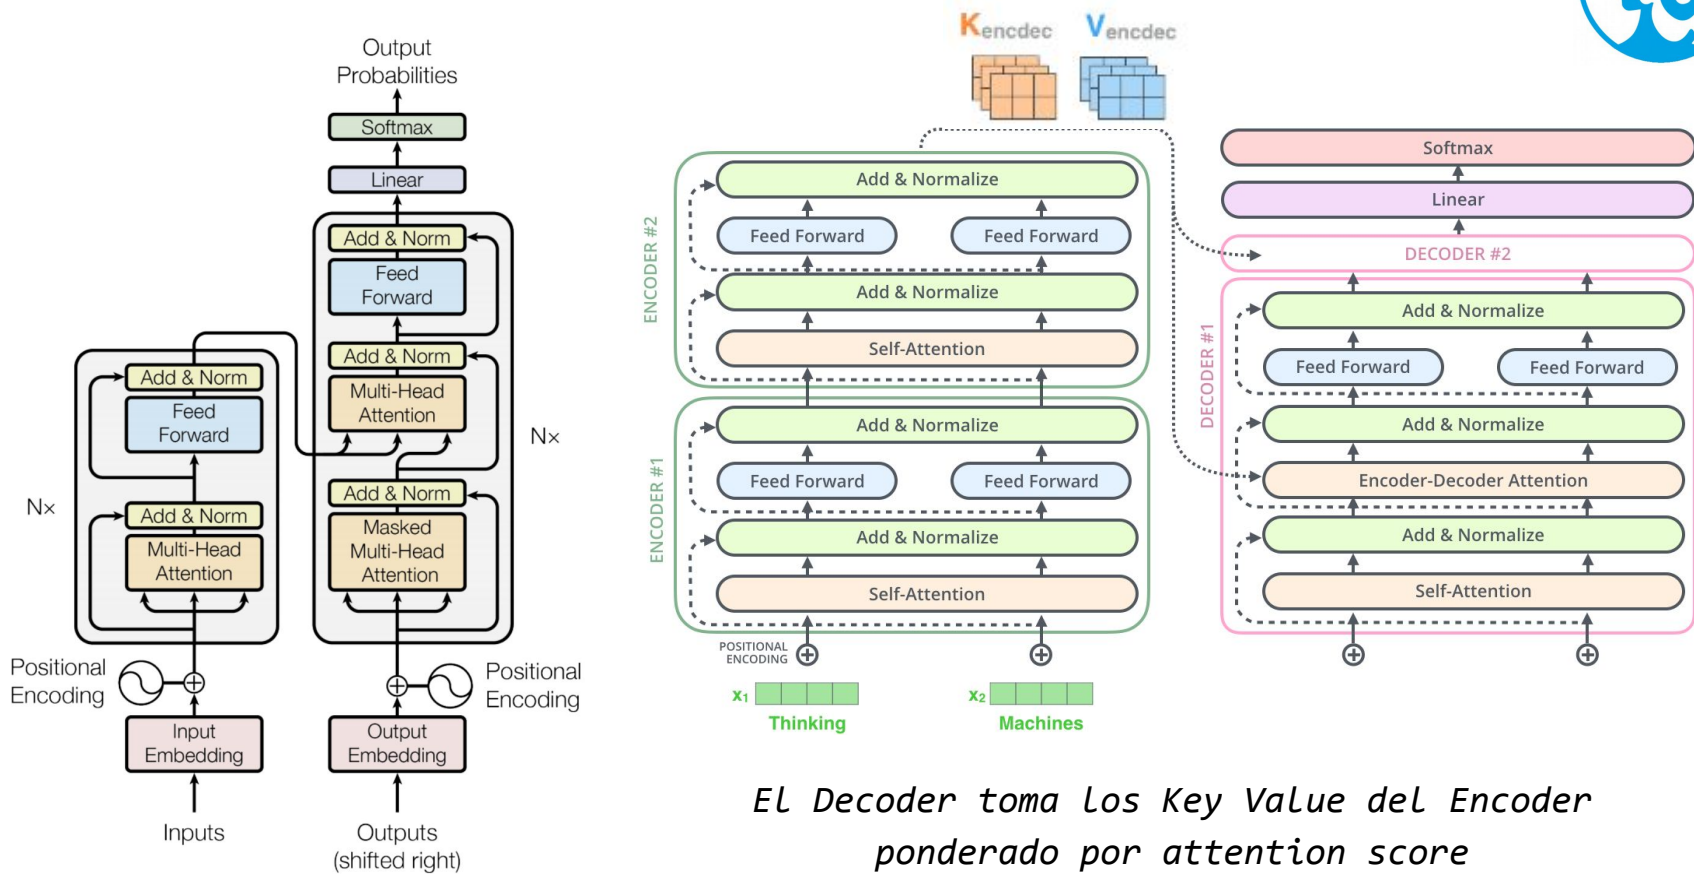 Output
Probabilities
Softmax
Linear
Add & Norm
Feed
Forward
Add & Norm
Multi-Head
Attention
Add & Norm
Masked
Multi-Head
Attention
Nx
Add & Norm
Feed
Forward
Add & Norm
Multi-Head
Attention
Nx
Positional
Encoding
Positional
Encoding
Input
Embedding
Output
Embedding
Inputs
Outputs
(shifted right)
Kencdec
Vencdec
ENCODER #2
Add & Normalize
Feed Forward
Feed Forward
Add & Normalize
Self-Attention
ENCODER #1
Add & Normalize
Feed Forward
Feed Forward
Add & Normalize
Self-Attention
POSITIONAL
ENCODING
x1
x2
Thinking
Machines
Softmax
Linear
DECODER #2
DECODER #1
Add & Normalize
Feed Forward
Feed Forward
Add & Normalize
Encoder-Decoder Attention
Add & Normalize
Self-Attention
El Decoder toma los Key Value del Encoder
ponderado por attention score